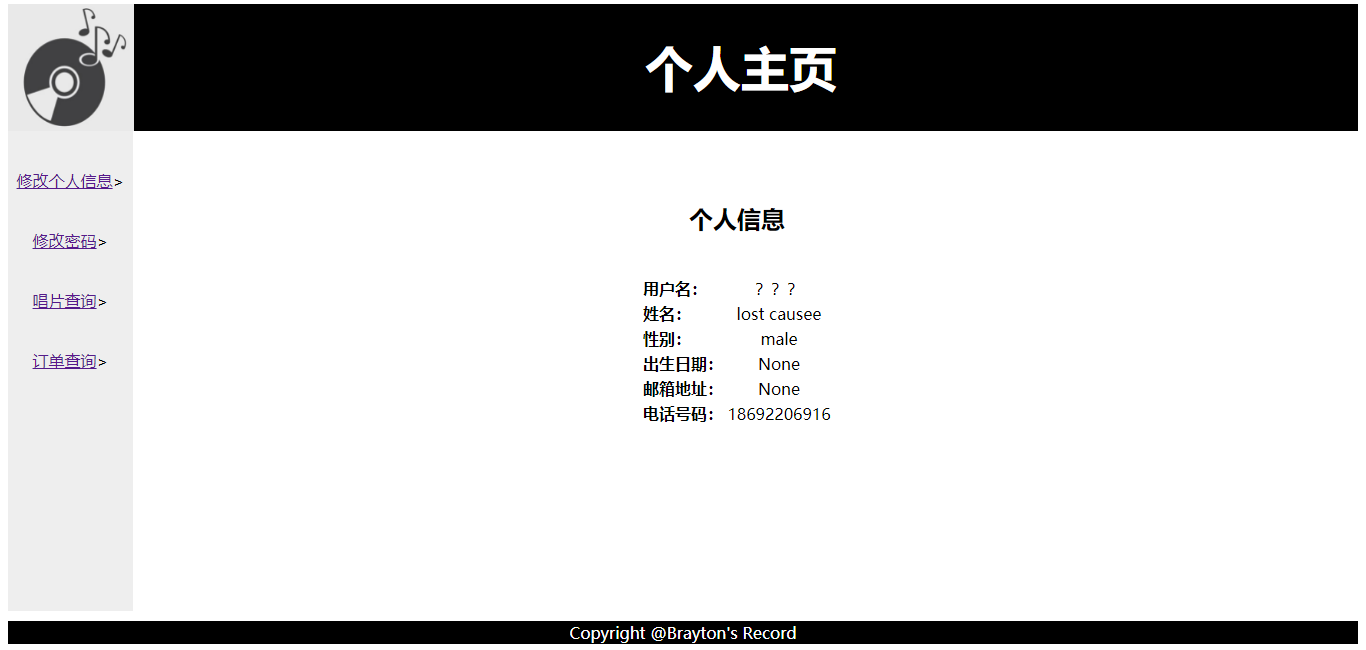 个人主页
修改个人信息>
修改密码>
唱片查询>
订单查询>
个人信息
用户名： ？？？
姓名： lost causee
性别： male
出生日期： None
邮箱地址： None
电话号码： 18692206916
Copyright @Brayton's Record